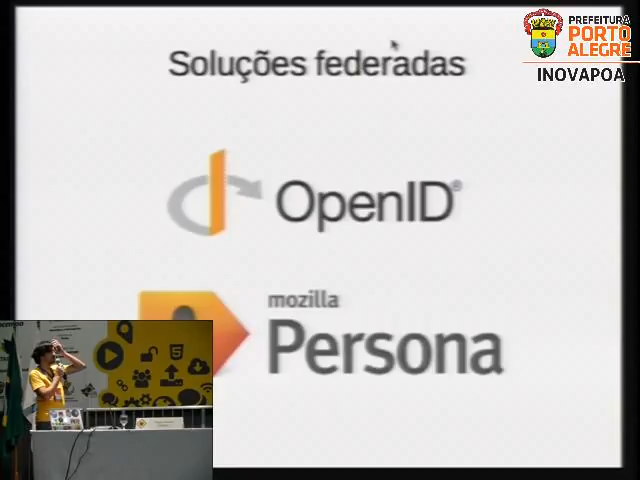 PREFEITURA
PORTO
ALEGRE
INOVAPOA
Soluções federadas
OpenID®
mozilla
Persona